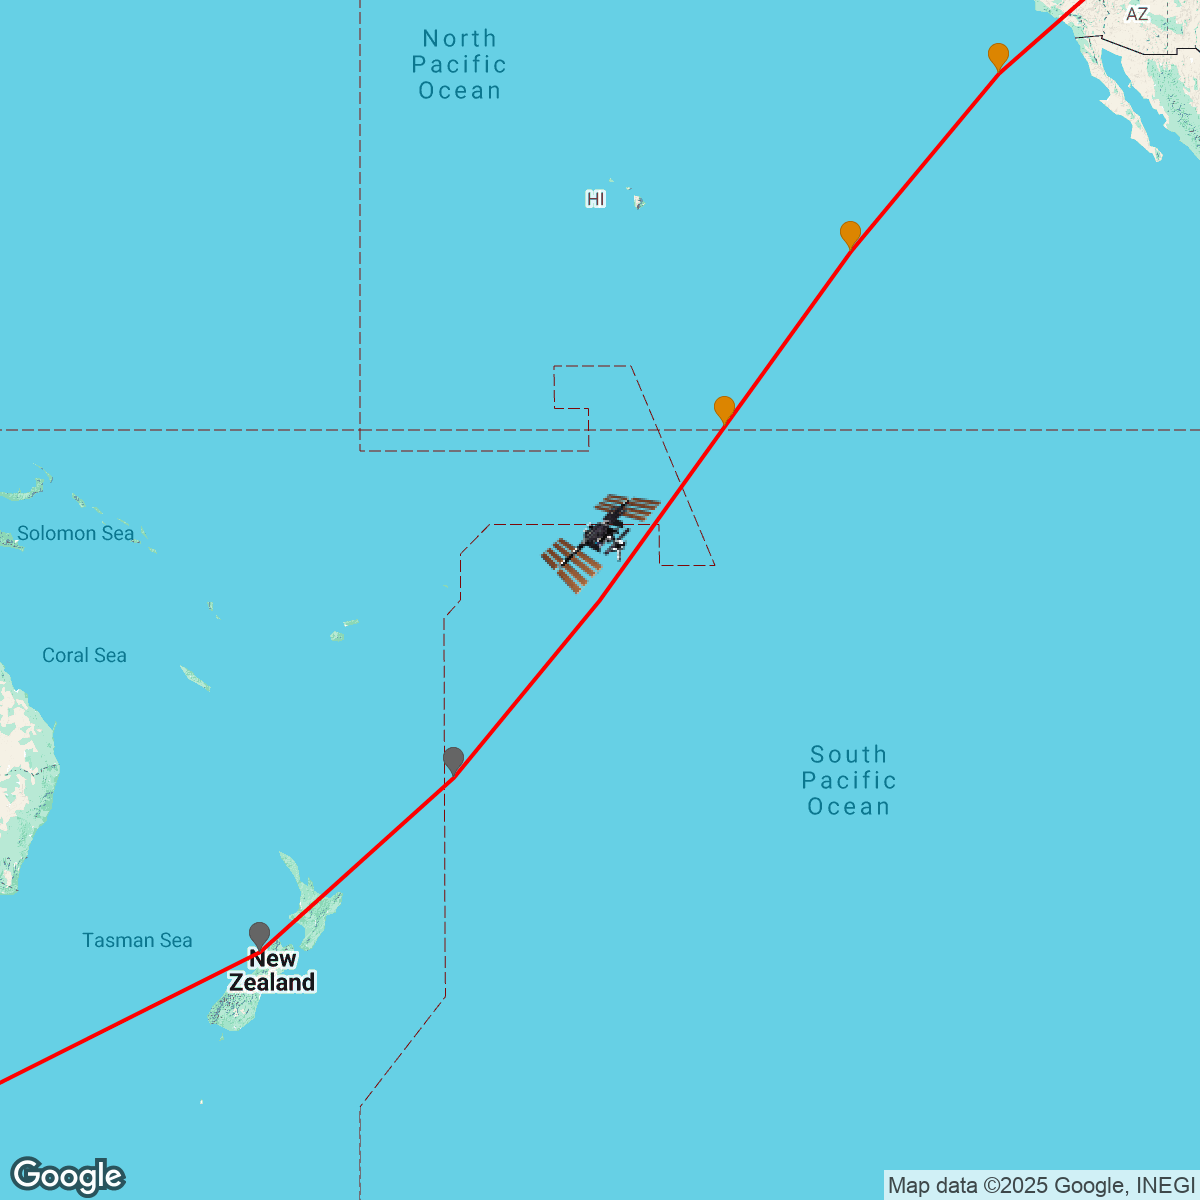 AZ
North
Pacific
Ocean
HI
Solomon Sea
Coral Sea
South
Pacific
Ocean
Tasman Sea
New
Zealand
Google
Map data ©2025 Google, INEGI